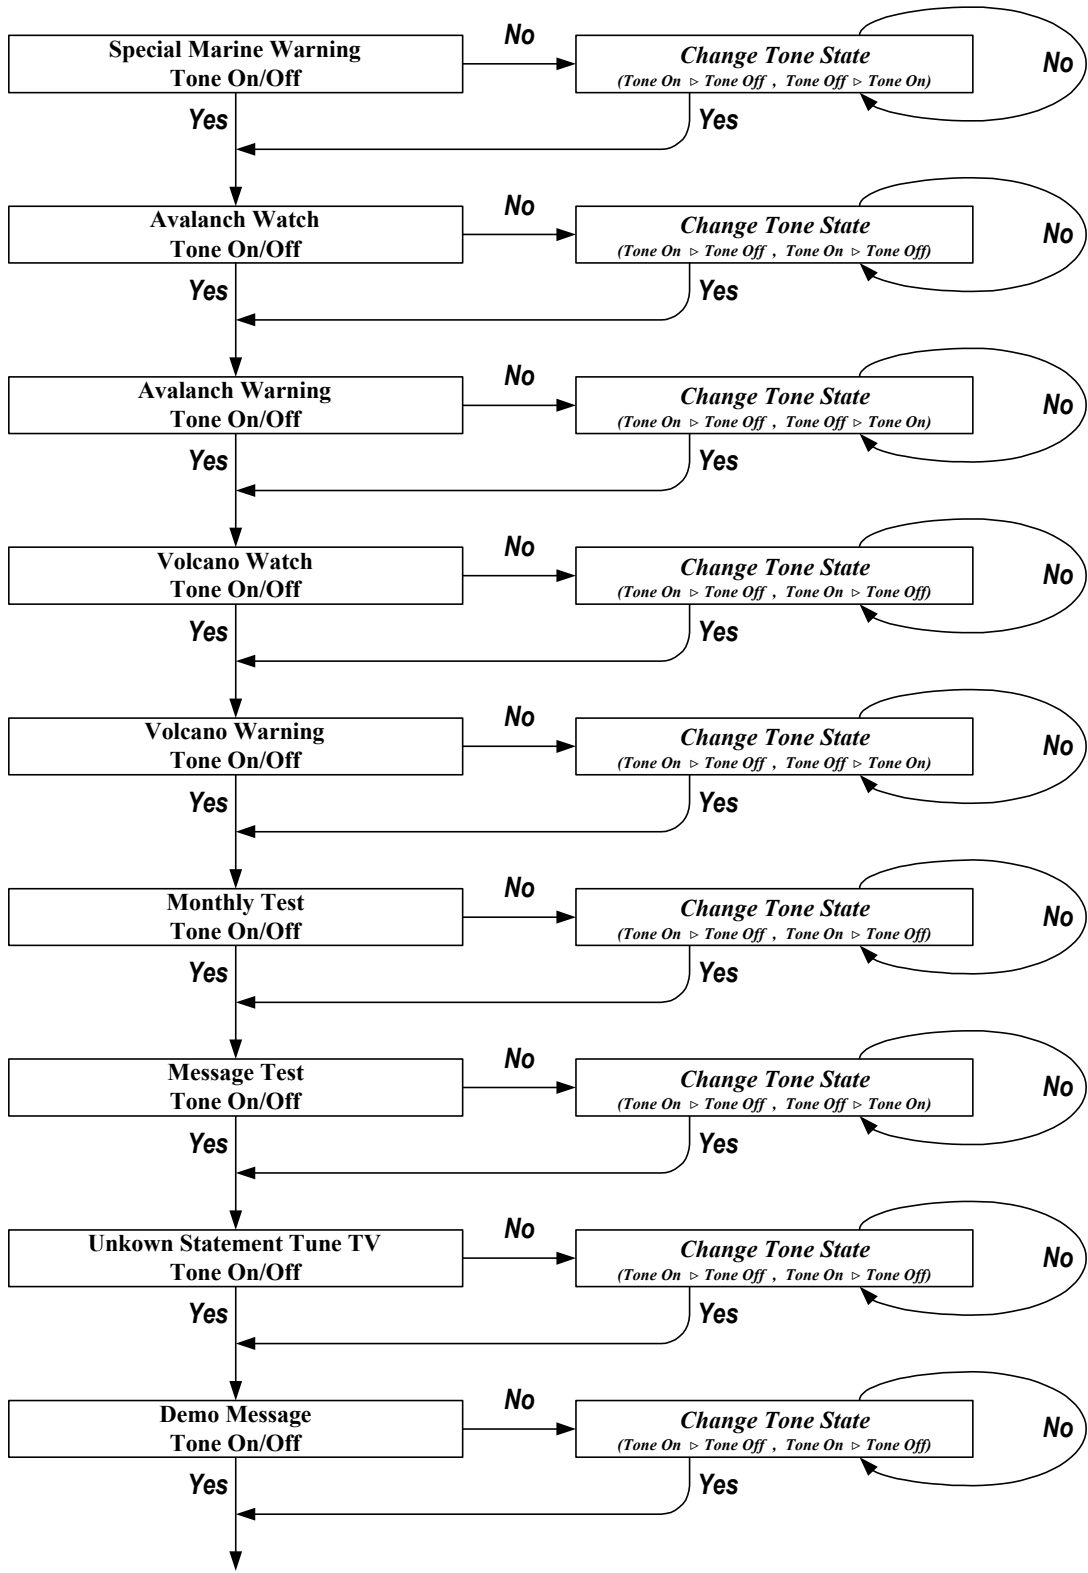 No
Special Marine Warning
Tone On/Off
Change Tone State
(Tone On ▷ Tone Off , Tone Off ▷ Tone On)
No
Yes
Yes
No
Avalanch Watch
Tone On/Off
Change Tone State
(Tone On ▷ Tone Off , Tone On ▷ Tone Off)
No
Yes
Yes
No
Avalanch Warning
Tone On/Off
Change Tone State
(Tone On ▷ Tone Off , Tone Off ▷ Tone On)
No
Yes
Yes
No
Volcano Watch
Tone On/Off
Change Tone State
(Tone On ▷ Tone Off , Tone On ▷ Tone Off)
No
Yes
Yes
No
Volcano Warning
Tone On/Off
Change Tone State
(Tone On ▷ Tone Off , Tone Off ▷ Tone On)
No
Yes
Yes
No
Monthly Test
Tone On/Off
Change Tone State
(Tone On ▷ Tone Off , Tone On ▷ Tone Off)
No
Yes
Yes
No
Message Test
Tone On/Off
Change Tone State
(Tone On ▷ Tone Off , Tone Off ▷ Tone On)
No
Yes
Yes
No
Unkown Statement Tune TV
Tone On/Off
Change Tone State
(Tone On ▷ Tone Off , Tone On ▷ Tone Off)
No
Yes
Yes
No
Demo Message
Tone On/Off
Change Tone State
(Tone On ▷ Tone Off , Tone On ▷ Tone Off)
No
Yes
Yes